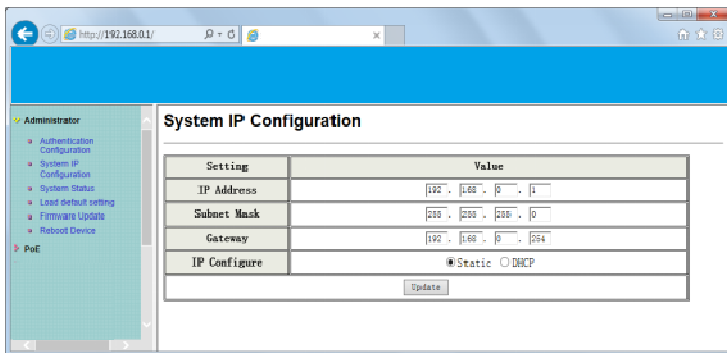 http://192.168.0.1/
Administrator
Authentication
Configuration
System IP
Configuration
System Status
Load default setting
Firmware Update
Reboot Device
PoE
System IP Configuration
Setting Value
IP Address 192 . 168 . 0 . 1
Subnet Mask 255 . 255 . 255 . 0
Gateway 192 . 168 . 0 . 254
IP Configure Static DHCP
Update